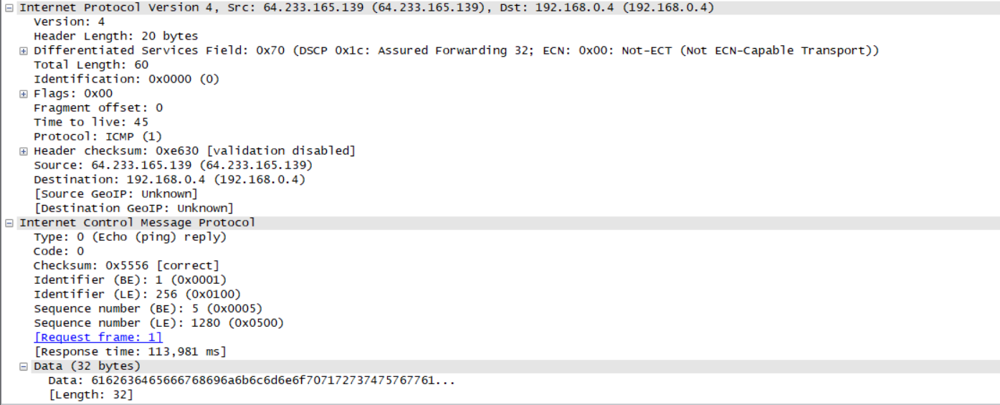 Internet Protocol Version 4, Src: 64.233.165.139 (64.233.165.139), Dst: 192.168.0.4 (192.168.0.4)
Version: 4
Header Length: 20 bytes
Differentiated Services Field: 0x70 (DSCP 0x1c: Assured Forwarding 32; ECN: 0x00: Not-ECT (Not ECN-Capable Transport))
Total Length: 60
Identification: 0x0000 (0)
Flags: 0x00
Fragment offset: 0
Time to live: 45
Protocol: ICMP (1)
Header checksum: 0xe630 [validation disabled]
Source: 64.233.165.139 (64.233.165.139)
Destination: 192.168.0.4 (192.168.0.4)
[Source GeoIP: Unknown]
[Destination GeoIP: Unknown]
Internet Control Message Protocol
Type: 0 (Echo (ping) reply)
Code: 0
Checksum: 0x5556 [correct]
Identifier (BE): 1 (0x0001)
Identifier (LE): 256 (0x0100)
Sequence number (BE): 5 (0x0005)
Sequence number (LE): 1280 (0x0500)
[Request frame: 1]
[Response time: 113,981 ms]
Data (32 bytes)
Data: 6162636465666768696a6b6c6d6e6f7071727374757677​61...
[Length: 32]